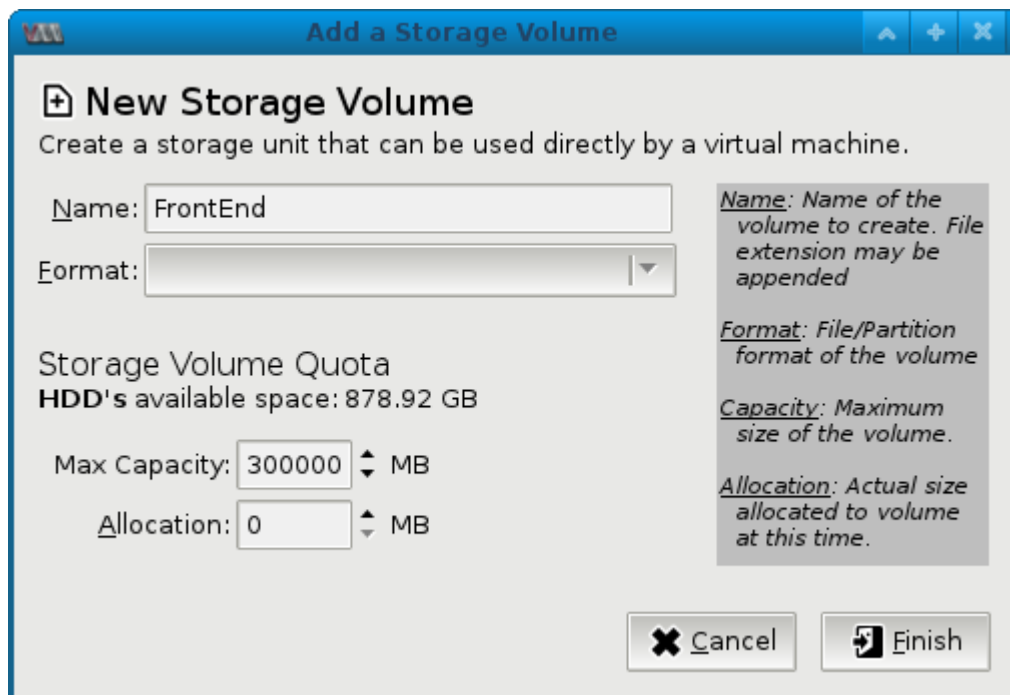 VMM
Add a Storage Volume
New Storage Volume
Create a storage unit that can be used directly by a virtual machine.
Name: FrontEnd
Format:
Storage Volume Quota
HDD's available space: 878.92 GB
Max Capacity: 300000 MB
Allocation: 0 MB
Name: Name of the
volume to create. File
extension may be
appended
Format: File/Partition
format of the volume
Capacity: Maximum
size of the volume.
Allocation: Actual size
allocated to volume
at this time.
Cancel
Finish